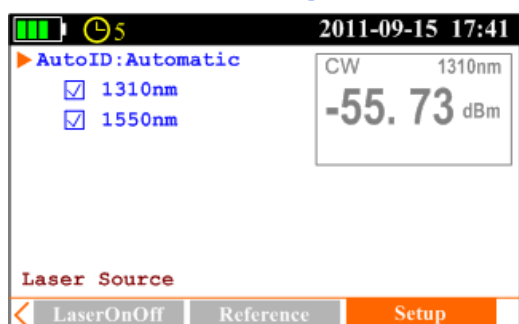 5 2011-09-15 17:41
AutoID:Automatic
1310nm
1550nm
CW 1310nm
-55.73 dBm
Laser Source
LaserOnOff Reference Setup